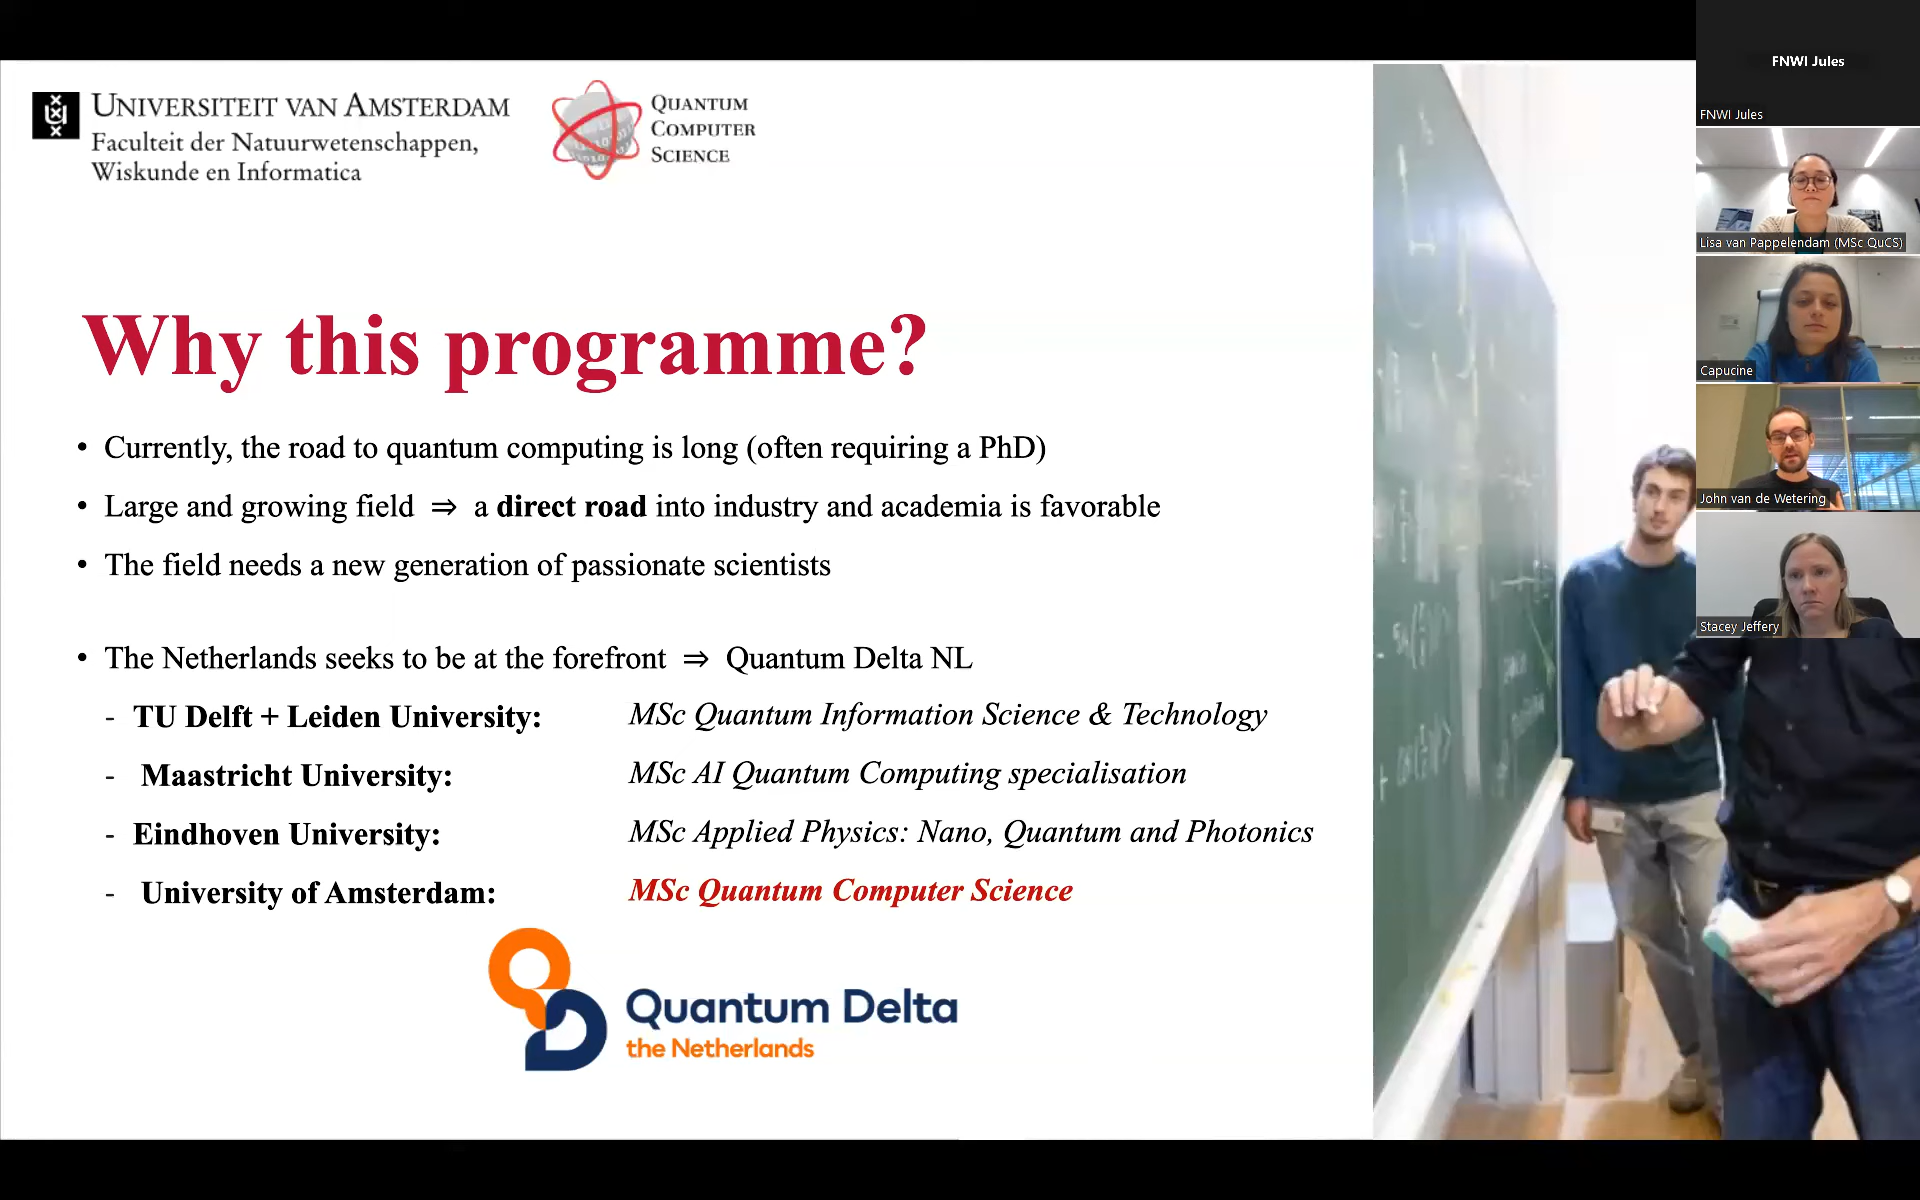 UNIVERSITEIT VAN AMSTERDAM
Faculteit der Natuurwetenschappen,
Wiskunde en Informatica
QUANTUM
COMPUTER
SCIENCE
Why this programme?
• Currently, the road to quantum computing is long (often requiring a PhD)
• Large and growing field ⇒ a direct road into industry and academia is favorable
• The field needs a new generation of passionate scientists
• The Netherlands seeks to be at the forefront ⇒ Quantum Delta NL
- TU Delft + Leiden University: MSc Quantum Information Science & Technology
- Maastricht University: MSc AI Quantum Computing specialisation
- Eindhoven University: MSc Applied Physics: Nano, Quantum and Photonics
- University of Amsterdam: MSc Quantum Computer Science
Quantum Delta
the Netherlands
FNWI Jules
FNWI Jules
Lisa van Pappelendam (MSc QuCS)
Capucine
John van de Wetering
Stacey Jeffery